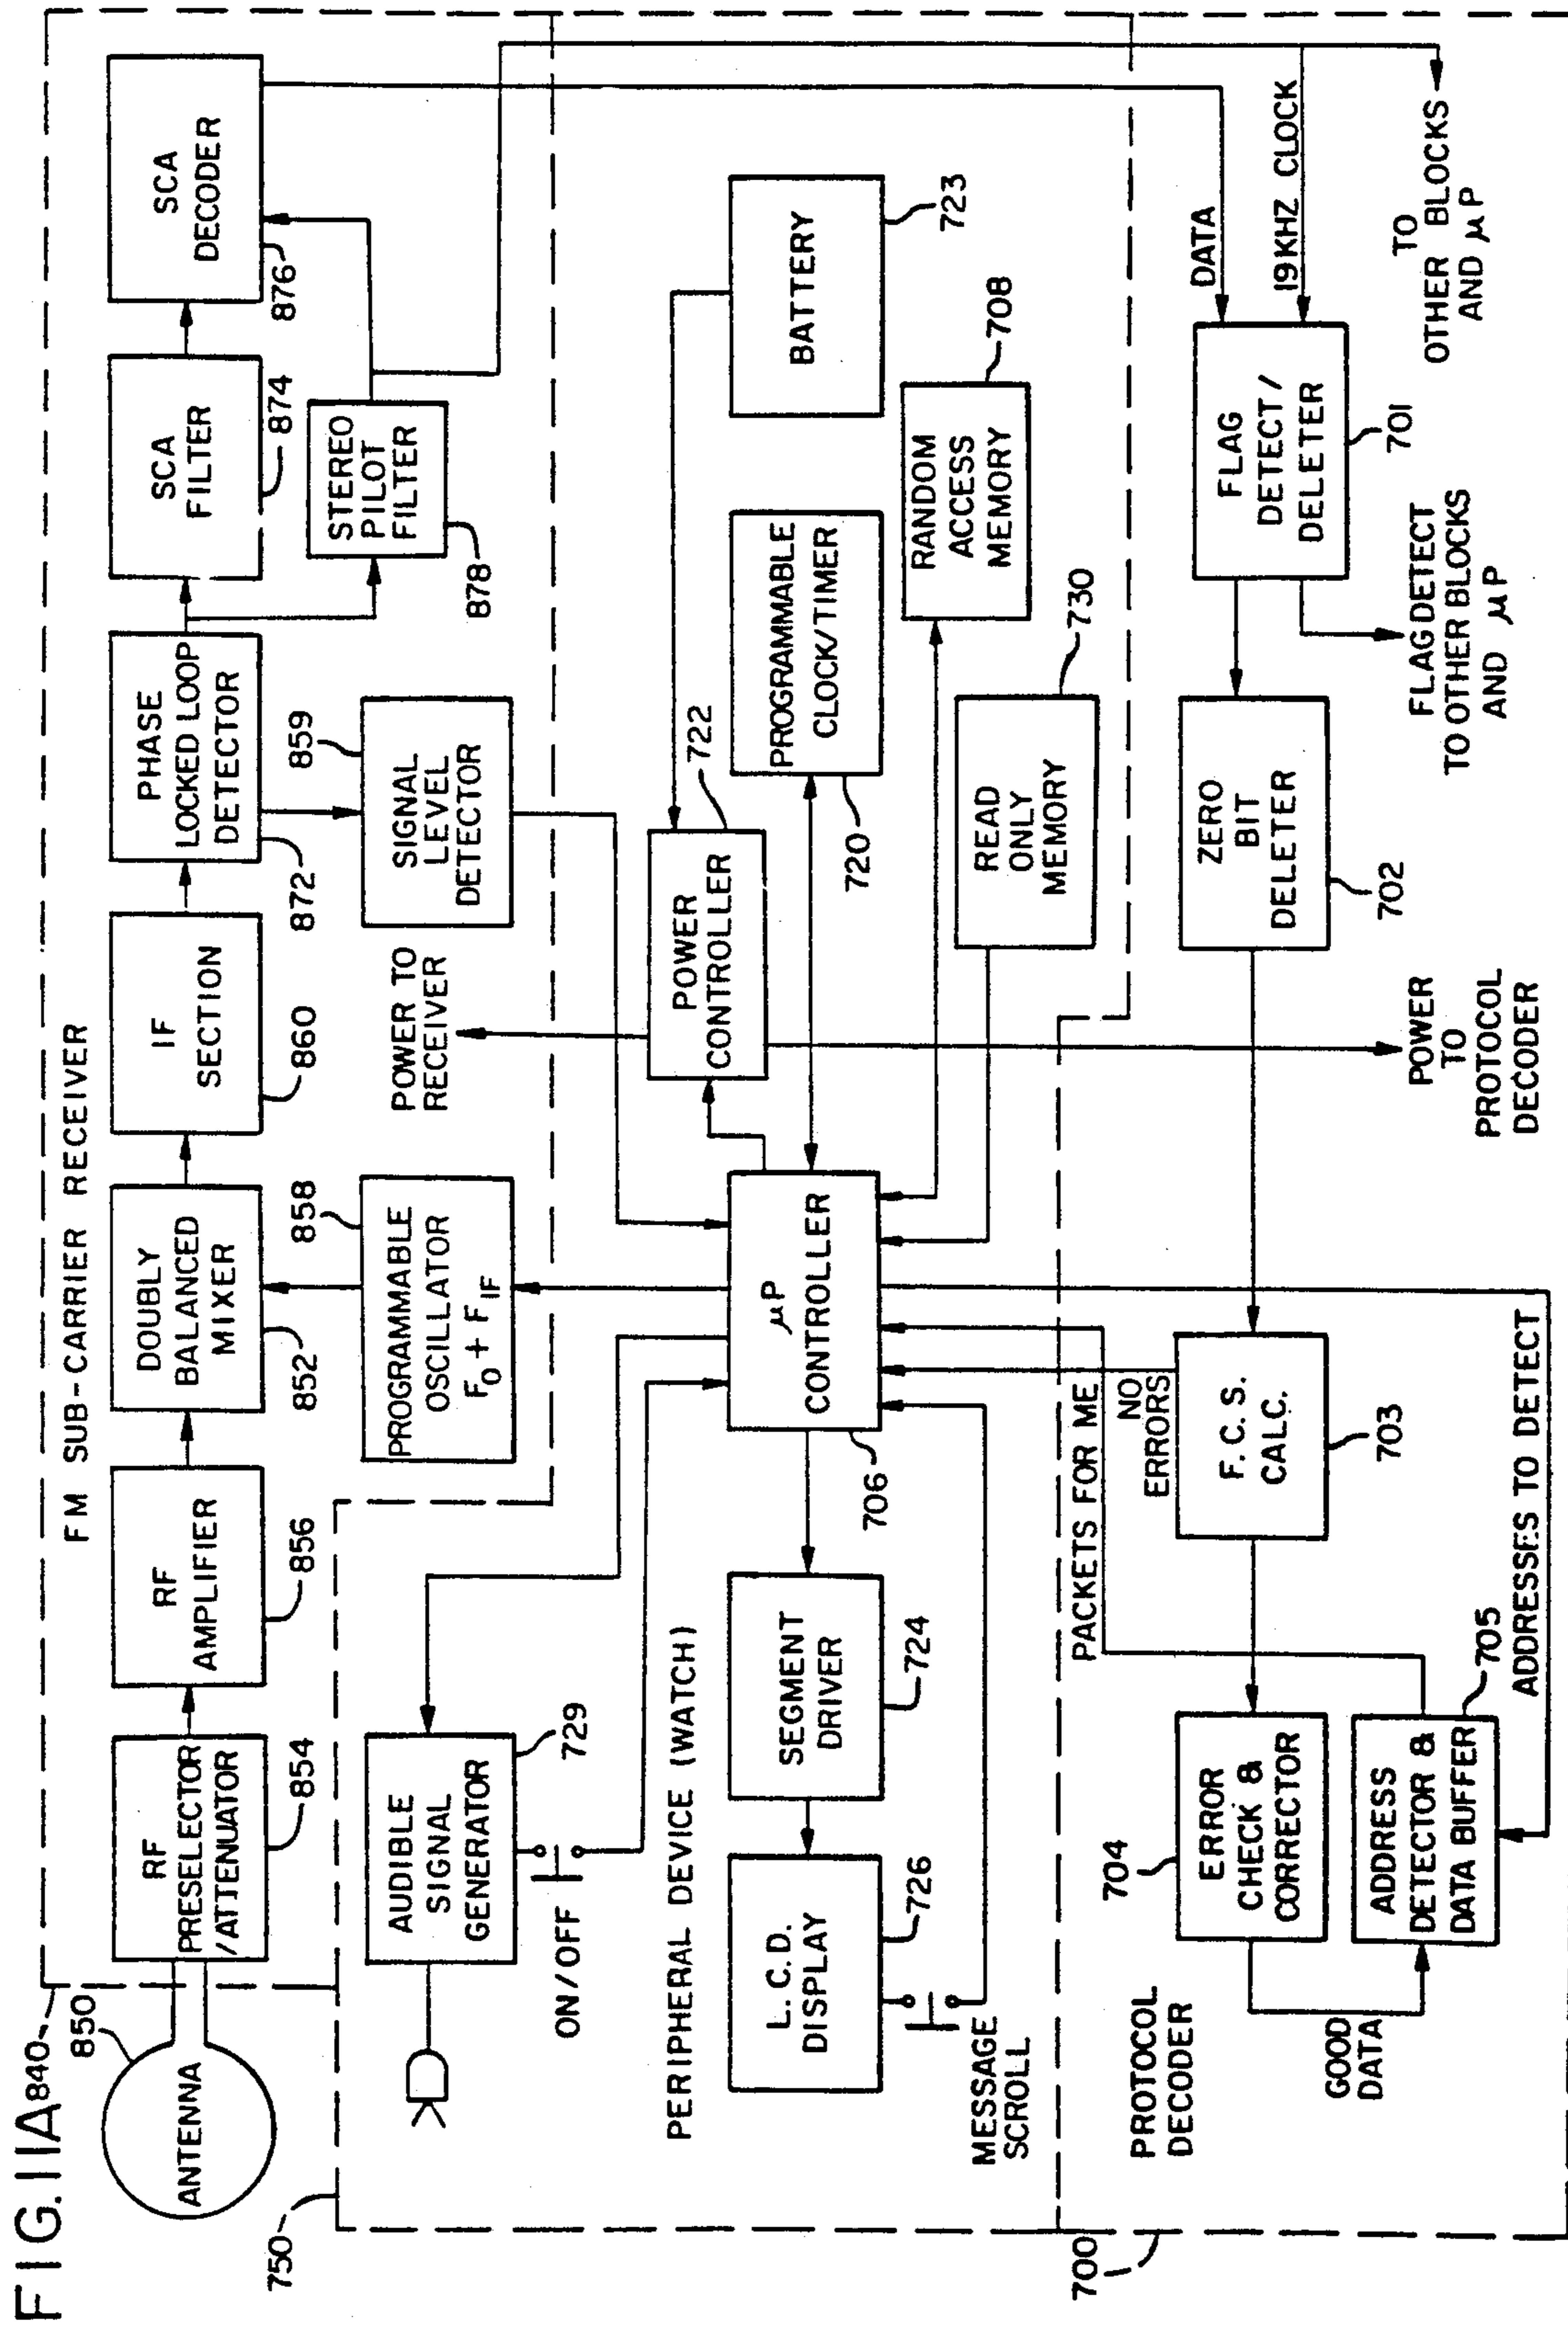 FIG. 11A
840
FM SUB-CARRIER RECEIVER
850
ANTENNA
RF
PRESELECTOR
/ATTENUATOR
854
RF
AMPLIFIER
856
DOUBLY
BALANCED
MIXER
852
IF
SECTION
860
PHASE
LOCKED LOOP
DETECTOR
872
SCA
FILTER
874
SCA
DECODER
876
STEREO
PILOT
FILTER
878
PROGRAMMABLE
OSCILLATOR
F0 + FIF
858
SIGNAL
LEVEL
DETECTOR
859
POWER TO
RECEIVER
750
AUDIBLE
SIGNAL
GENERATOR
729
ON/OFF
PERIPHERAL DEVICE (WATCH)
POWER
CONTROLLER
722
BATTERY
723
L.C.D.
DISPLAY
726
SEGMENT
DRIVER
724
μP
CONTROLLER
706
PROGRAMMABLE
CLOCK/TIMER
720
RANDOM
ACCESS
MEMORY
708
READ
ONLY
MEMORY
730
MESSAGE
SCROLL
700
PROTOCOL
DECODER
PACKETS FOR ME
NO
ERRORS
DATA
19KHZ CLOCK
ERROR
CHECK &
CORRECTOR
704
F. C. S.
CALC.
703
ZERO
BIT
DELETER
702
FLAG
DETECT/
DELETER
701
GOOD
DATA
ADDRESS
DETECTOR &
DATA BUFFER
705
ADDRESSES TO DETECT
POWER
TO
PROTOCOL
DECODER
FLAG DETECT
TO OTHER BLOCKS
AND μP
TO
OTHER BLOCKS
AND μP